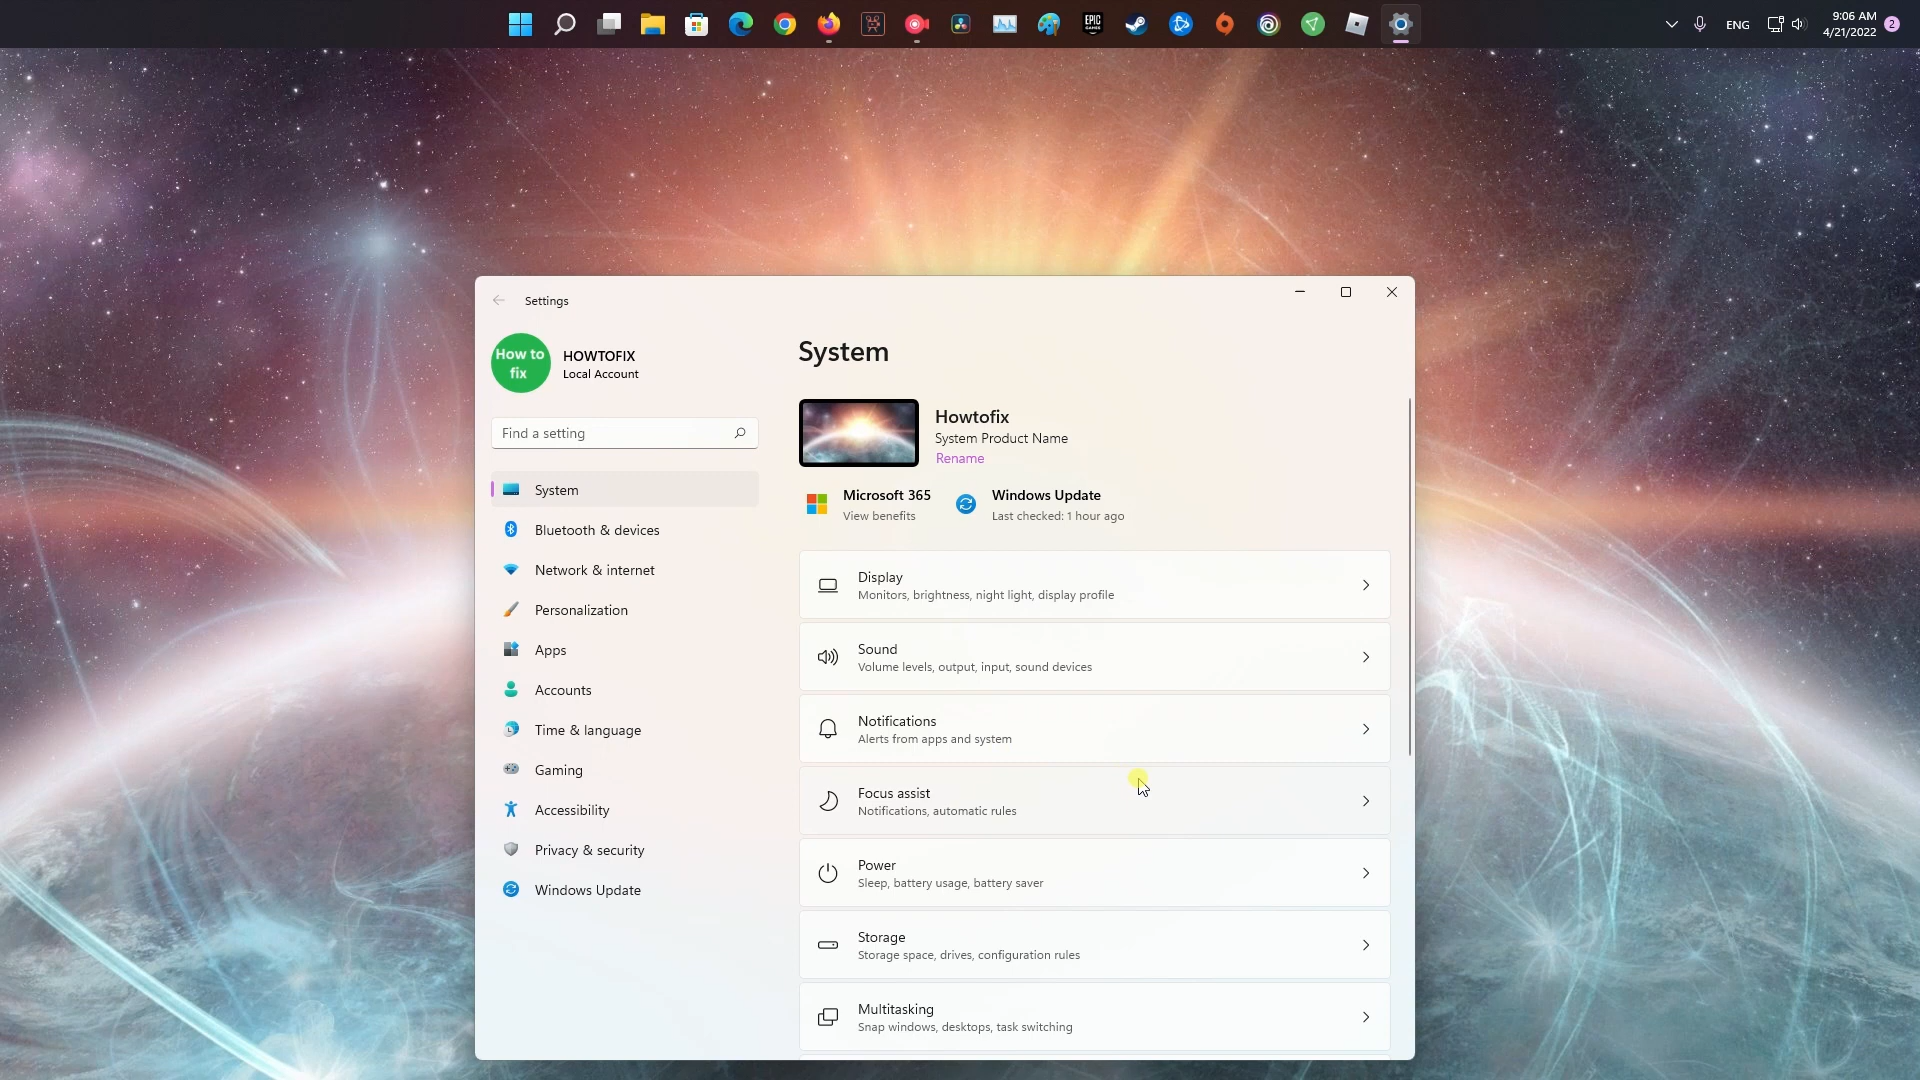 EPIC
GAMES
ENG
9:06 AM
4/21/2022
2
Settings
How to
fix
HOWTOFIX
Local Account
Find a setting
System
Bluetooth & devices
Network & internet
Personalization
Apps
Accounts
Time & language
Gaming
Accessibility
Privacy & security
Windows Update
System
Howtofix
System Product Name
Rename
Microsoft 365
View benefits
Windows Update
Last checked: 1 hour ago
Display
Monitors, brightness, night light, display profile
Sound
Volume levels, output, input, sound devices
Notifications
Alerts from apps and system
Focus assist
Notifications, automatic rules
Power
Sleep, battery usage, battery saver
Storage
Storage space, drives, configuration rules
Multitasking
Snap windows, desktops, task switching